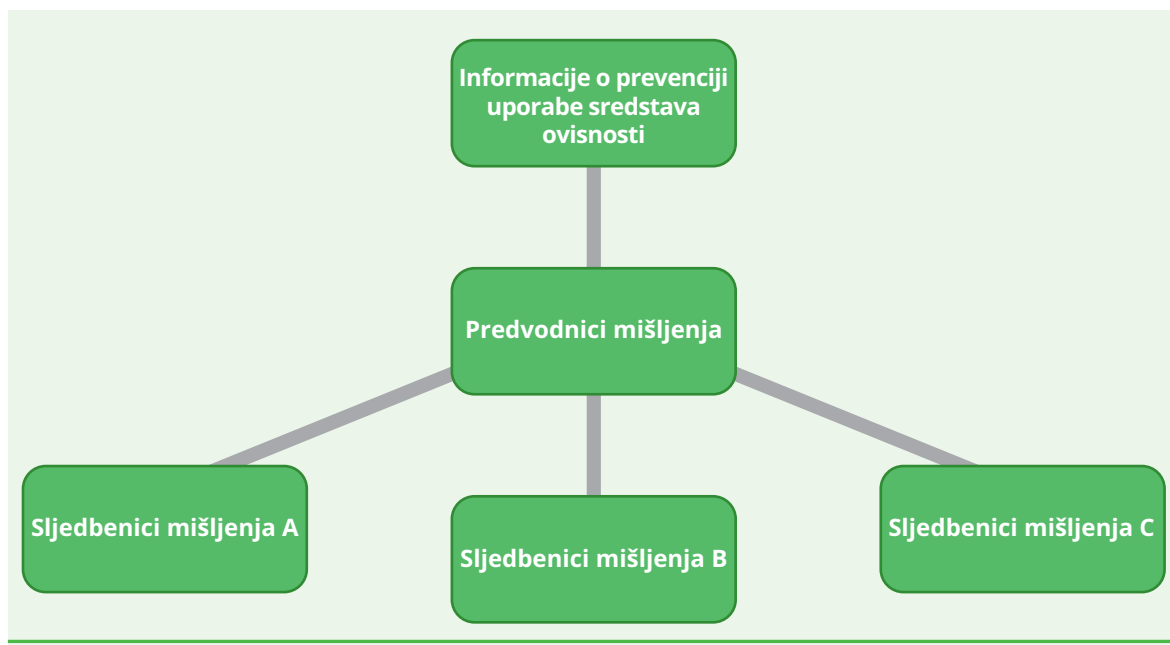 Informacije o prevenciji
uporabe sredstava
ovisnosti
Predvodnici mišljenja
Sljedbenici mišljenja A
Sljedbenici mišljenja B
Sljedbenici mišljenja C